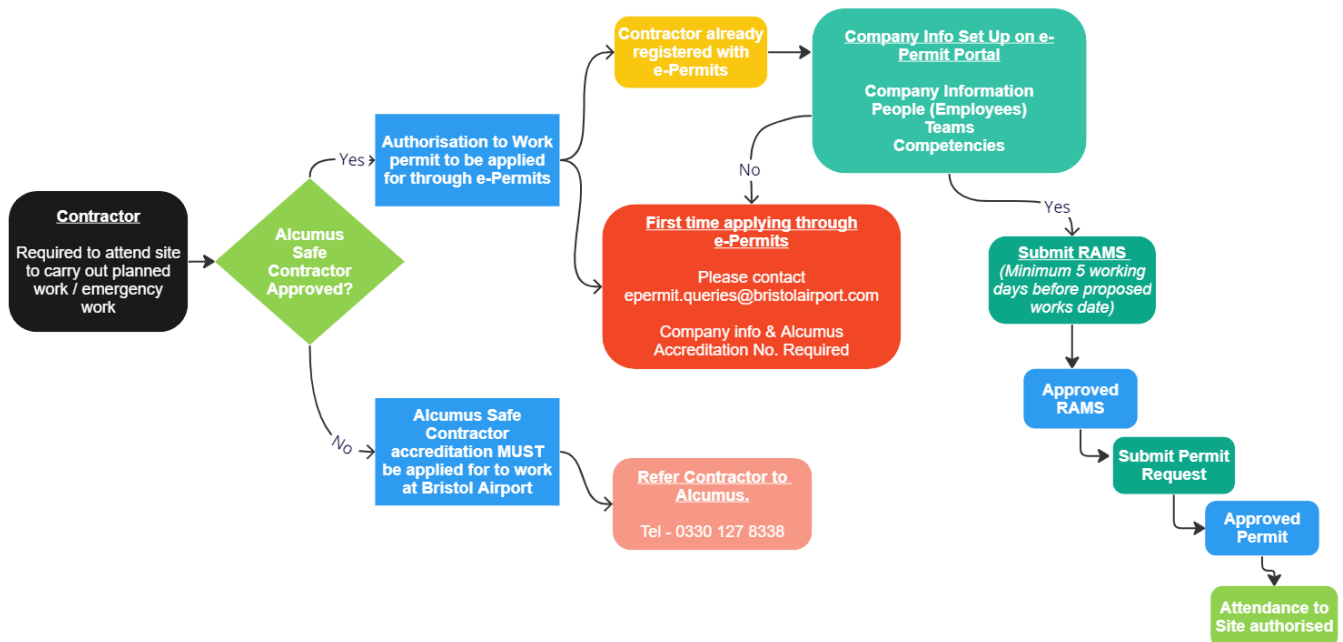 Contractor
Required to attend site
to carry out planned
work / emergency
work
Alcumus
Safe
Contractor
Approved?
Yes
Authorisation to Work
permit to be applied
for through e-Permits
Contractor already
registered with
e-Permits
Company Info Set Up on e-
Permit Portal
Company Information
People (Employees)
Teams
Competencies
No
First time applying through
e-Permits
Please contact
epermit.queries@bristolairport.com
Company info & Alcumus
Accreditation No. Required
Yes
Submit RAMS
(Minimum 5 working
days before proposed
works date)
Approved
RAMS
Submit Permit
Request
Approved
Permit
Attendance to
Site authorised
No
Alcumus Safe
Contractor
accreditation MUST
be applied for to work
at Bristol Airport
Refer Contractor to
Alcumus.
Tel - 0330 127 8338